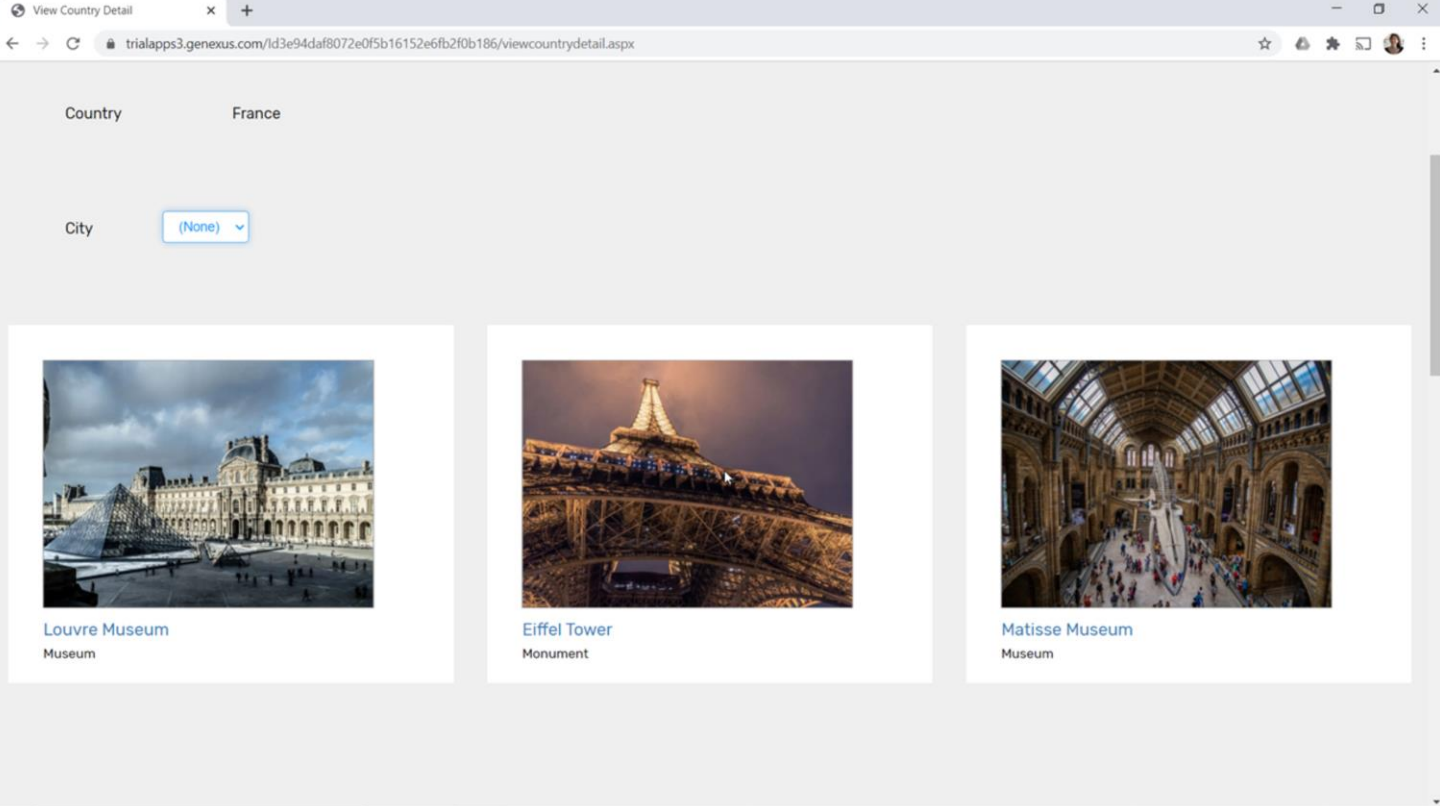 View Country Detail
trialapps3.genexus.com/Id3e94daf8072e0f5b16152e6fb2f0b186/viewcountrydetail.aspx
Country France
City (None)
Louvre Museum Eiffel Tower Matisse Museum
Museum Monument Museum